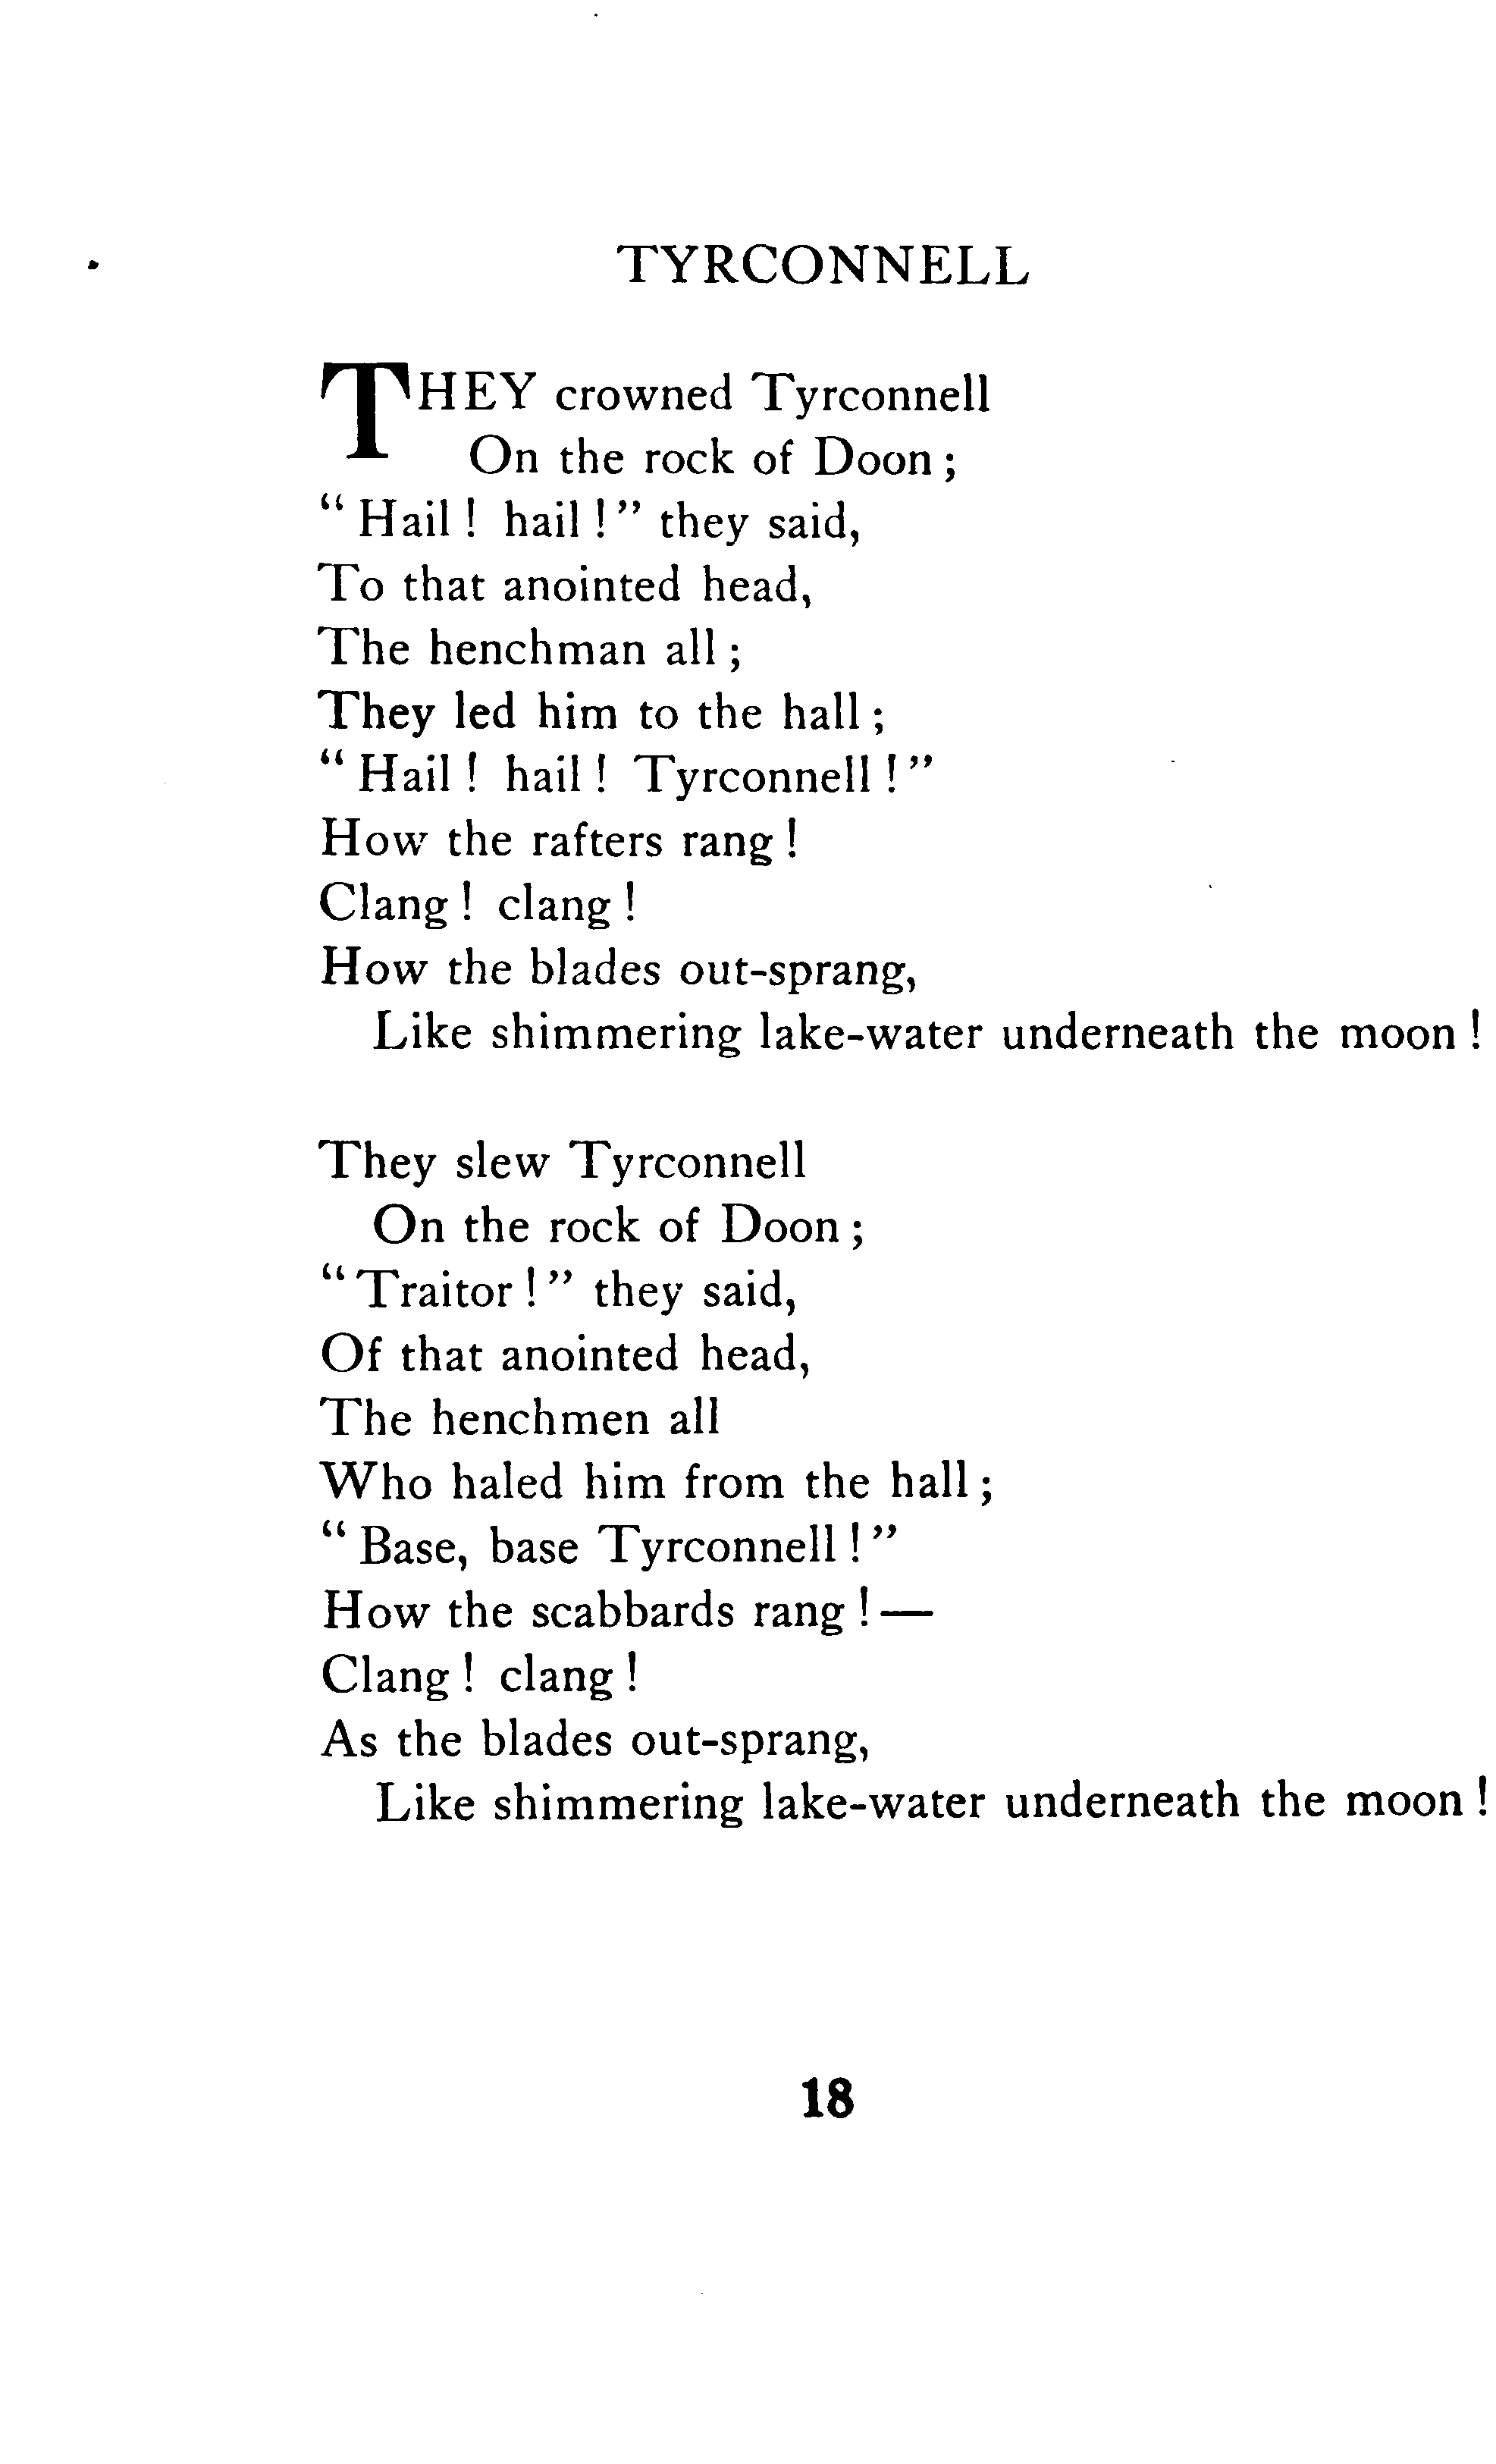 TYRCONNELL
THEY crowned Tyrconnell
On the rock of Doon;
"Hail! hail!" they said,
To that anointed head,
The henchman all;
They led him to the hall;
"Hail! hail! Tyrconnell!"
How the rafters rang!
Clang! clang!
How the blades out-sprang,
Like shimmering lake-water underneath the moon!
They slew Tyrconnell
On the rock of Doon;
"Traitor!" they said,
Of that anointed head,
The henchmen all
Who haled him from the hall;
"Base, base Tyrconnell!"
How the scabbards rang!—
Clang! clang!
As the blades out-sprang,
Like shimmering lake-water underneath the moon!
18